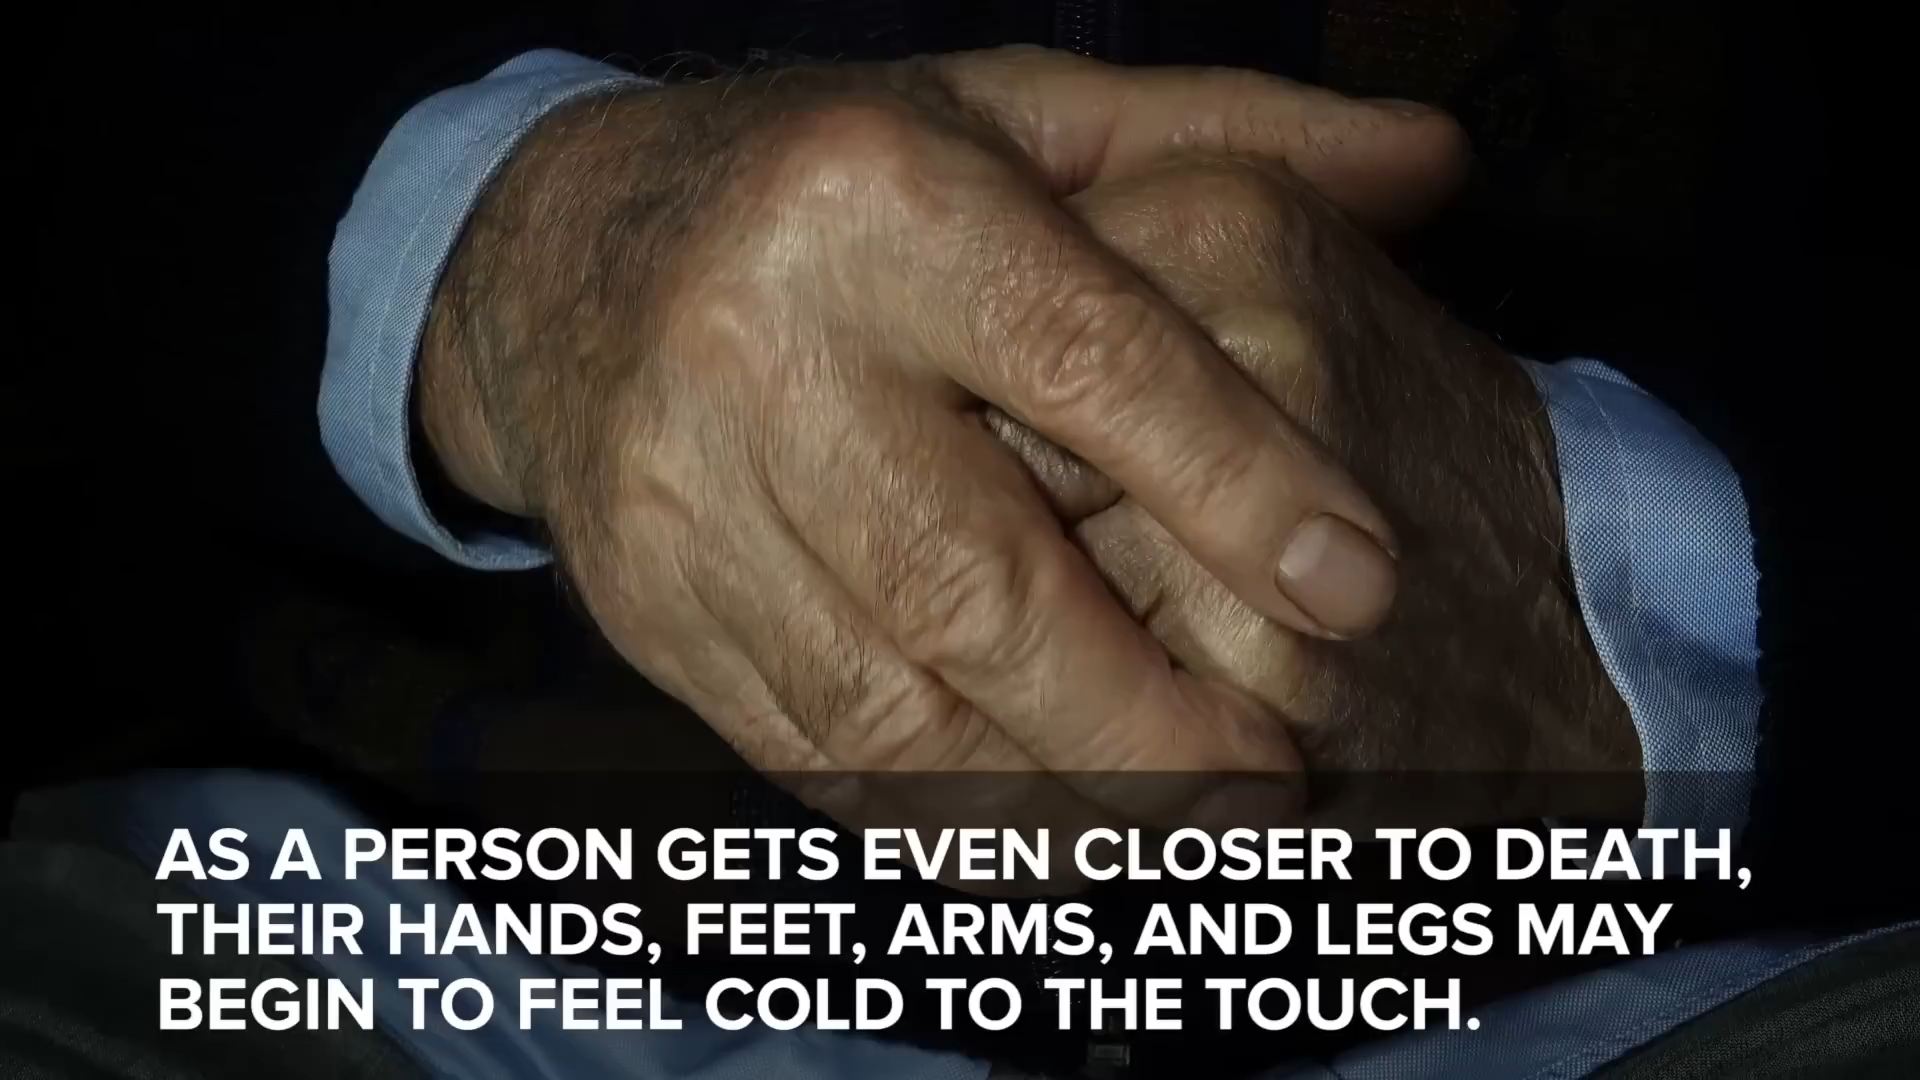 AS A PERSON GETS EVEN CLOSER TO DEATH,
THEIR HANDS, FEET, ARMS, AND LEGS MAY
BEGIN TO FEEL COLD TO THE TOUCH.